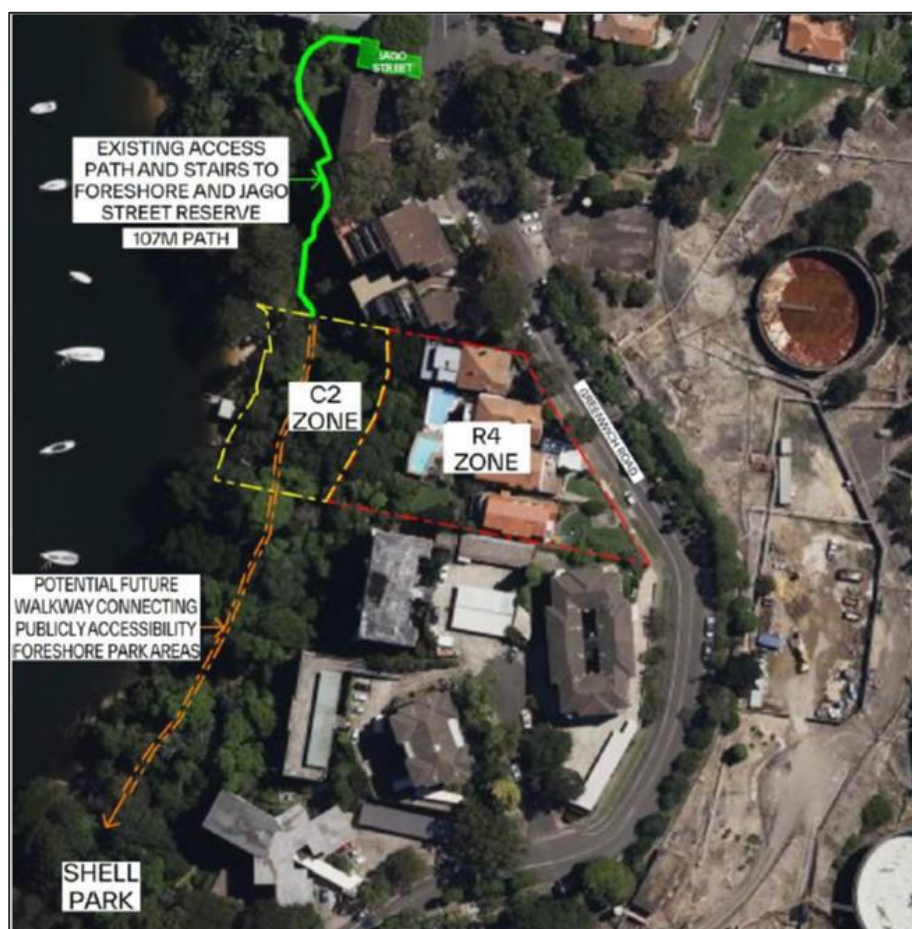 JAGO
STREET
EXISTING ACCESS
PATH AND STAIRS TO
FORESHORE AND JAGO
STREET RESERVE
107M PATH
C2
ZONE
R4
ZONE
GREENWICH ROAD
POTENTIAL FUTURE
WALKWAY CONNECTING
PUBLICLY ACCESSIBILITY
FORESHORE PARK AREAS
SHELL
PARK